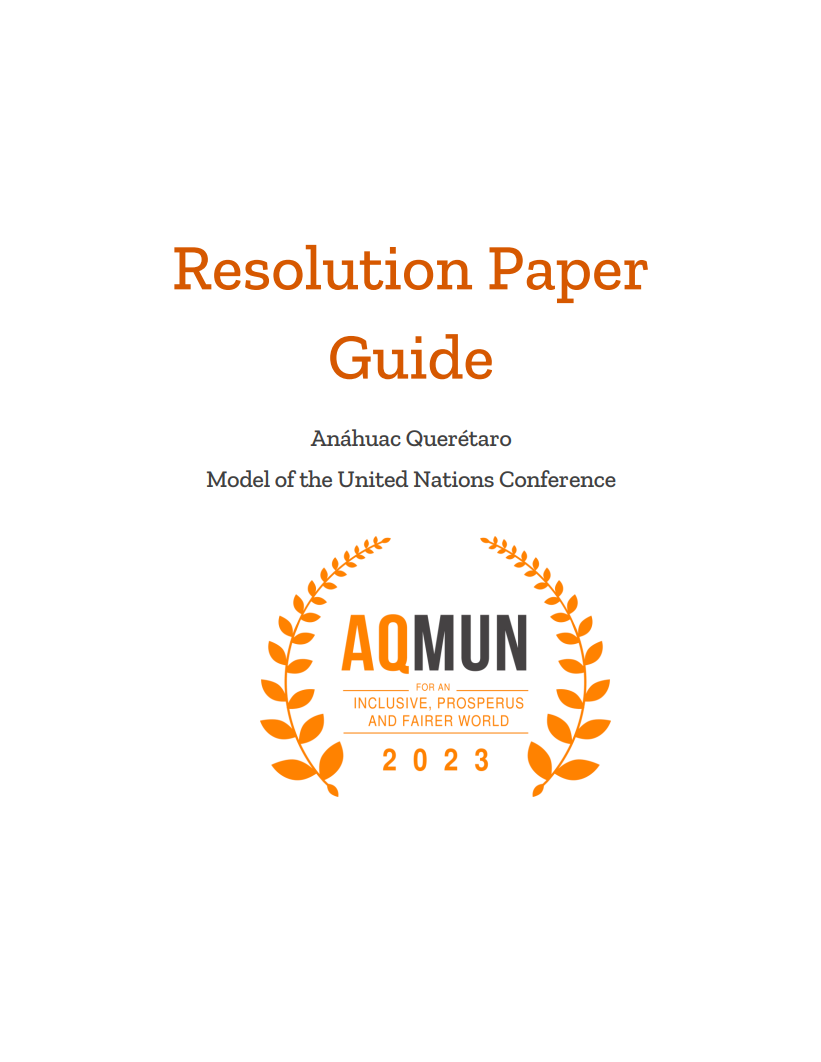 Resolution Paper
Guide
Anáhuac Querétaro
Model of the United Nations Conference
AQMUN
FOR AN
INCLUSIVE, PROSPERUS
AND FAIRER WORLD
2023